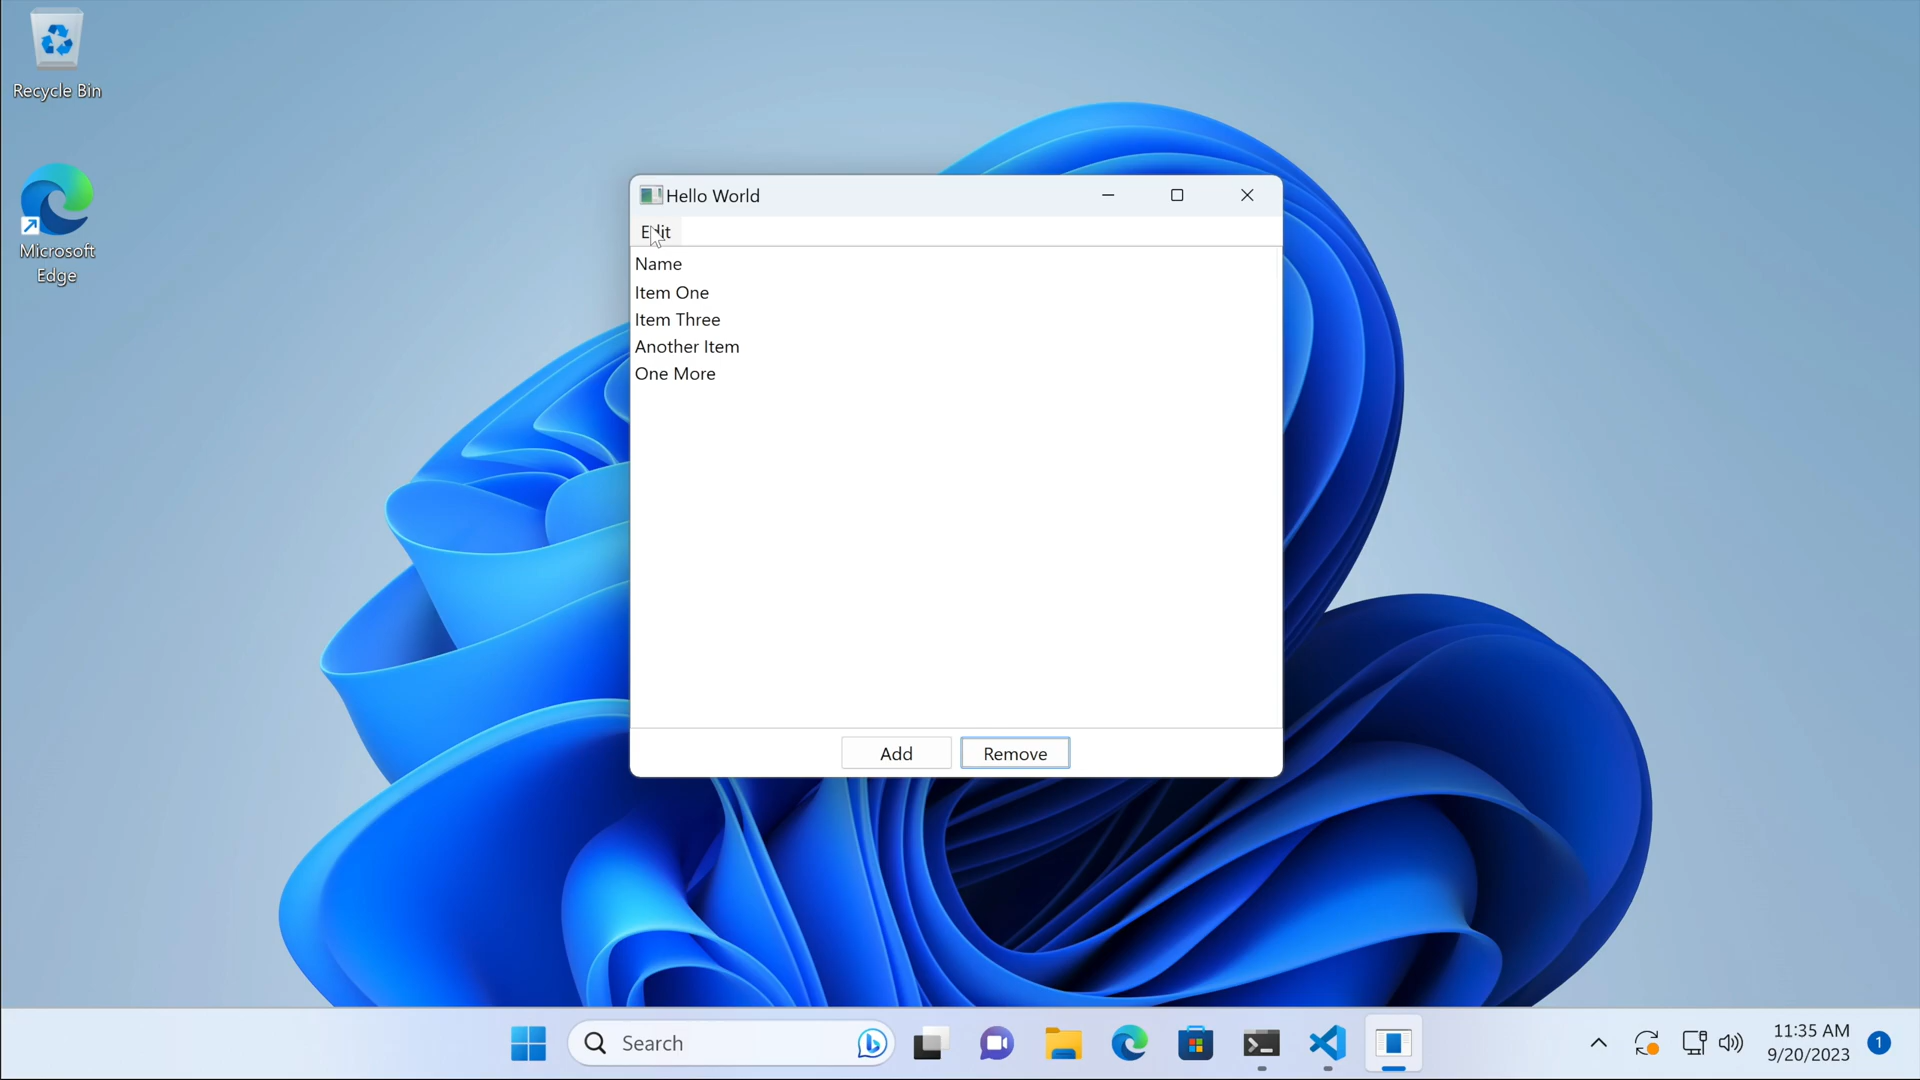 Recycle Bin
Microsoft
Edge
Hello World
Edit
Name
Item One
Item Three
Another Item
One More
Add
Remove
Search
11:35 AM
9/20/2023
1